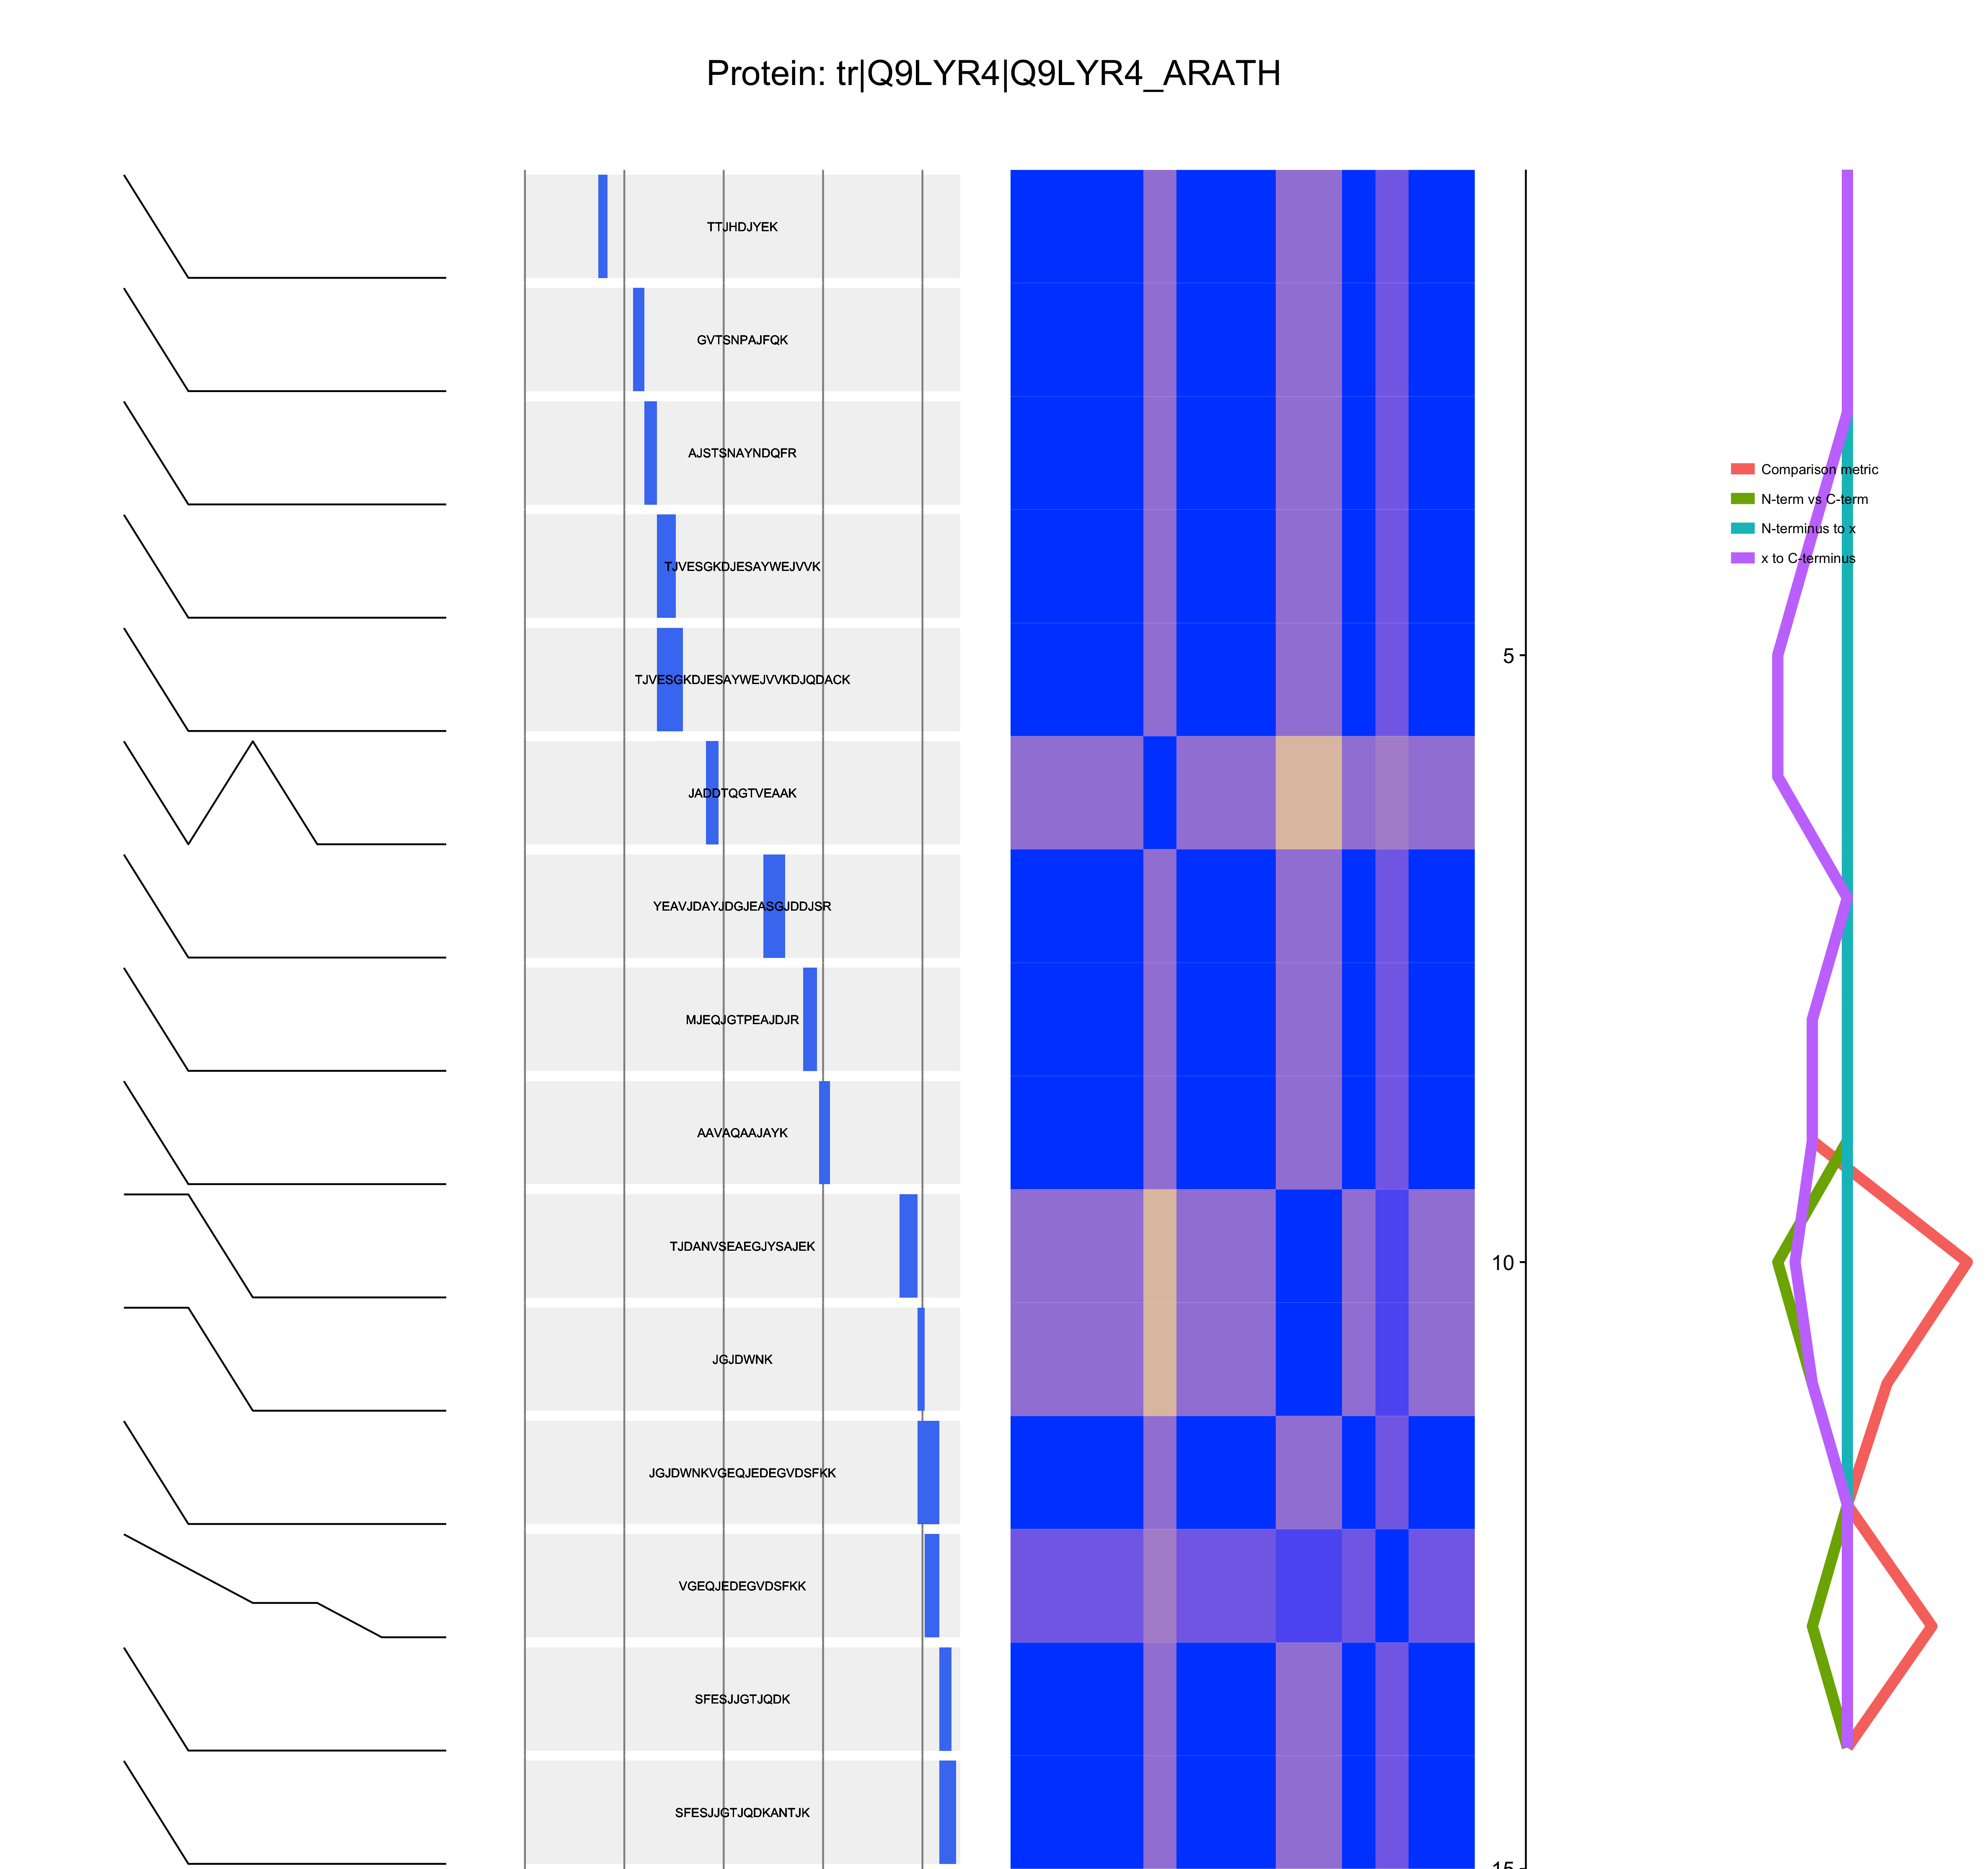 Protein: tr|Q9LYR4|Q9LYR4_ARATH
TTJHDJYEK
GVTSNPAJFQK
AJSTSNAYNDQFR
Comparison metric
N-term vs C-term
N-terminus to x
x to C-terminus
TJVESGKDJESAYWEJVVK
5
TJVESGKDJESAYWEJVVKDJQDACK
JADDTQGTVEAAK
YEAVJDAYJDGJEASGJDDJSR
MJEQJGTPEAJDJR
AAVAQAAJAYK
TJDANVSEAEGJYSAJEK
10
JGJDWNK
JGJDWNKVGEQJEDEGVDSFKK
VGEQJEDEGVDSFKK
SFESJJGTJQDK
SFESJJGTJQDKANTJK
15